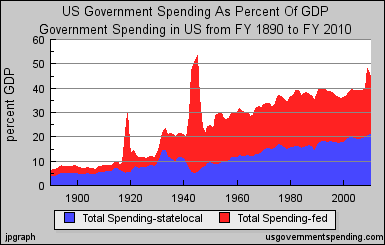 US Government Spending As Percent Of GDP
Government Spending in US from FY 1890 to FY 2010
percent GDP
60
50
40
30
20
10
0
1900 1920 1940 1960 1980 2000
Total Spending-statelocal Total Spending-fed
jpgraph usgovernmentspending.com